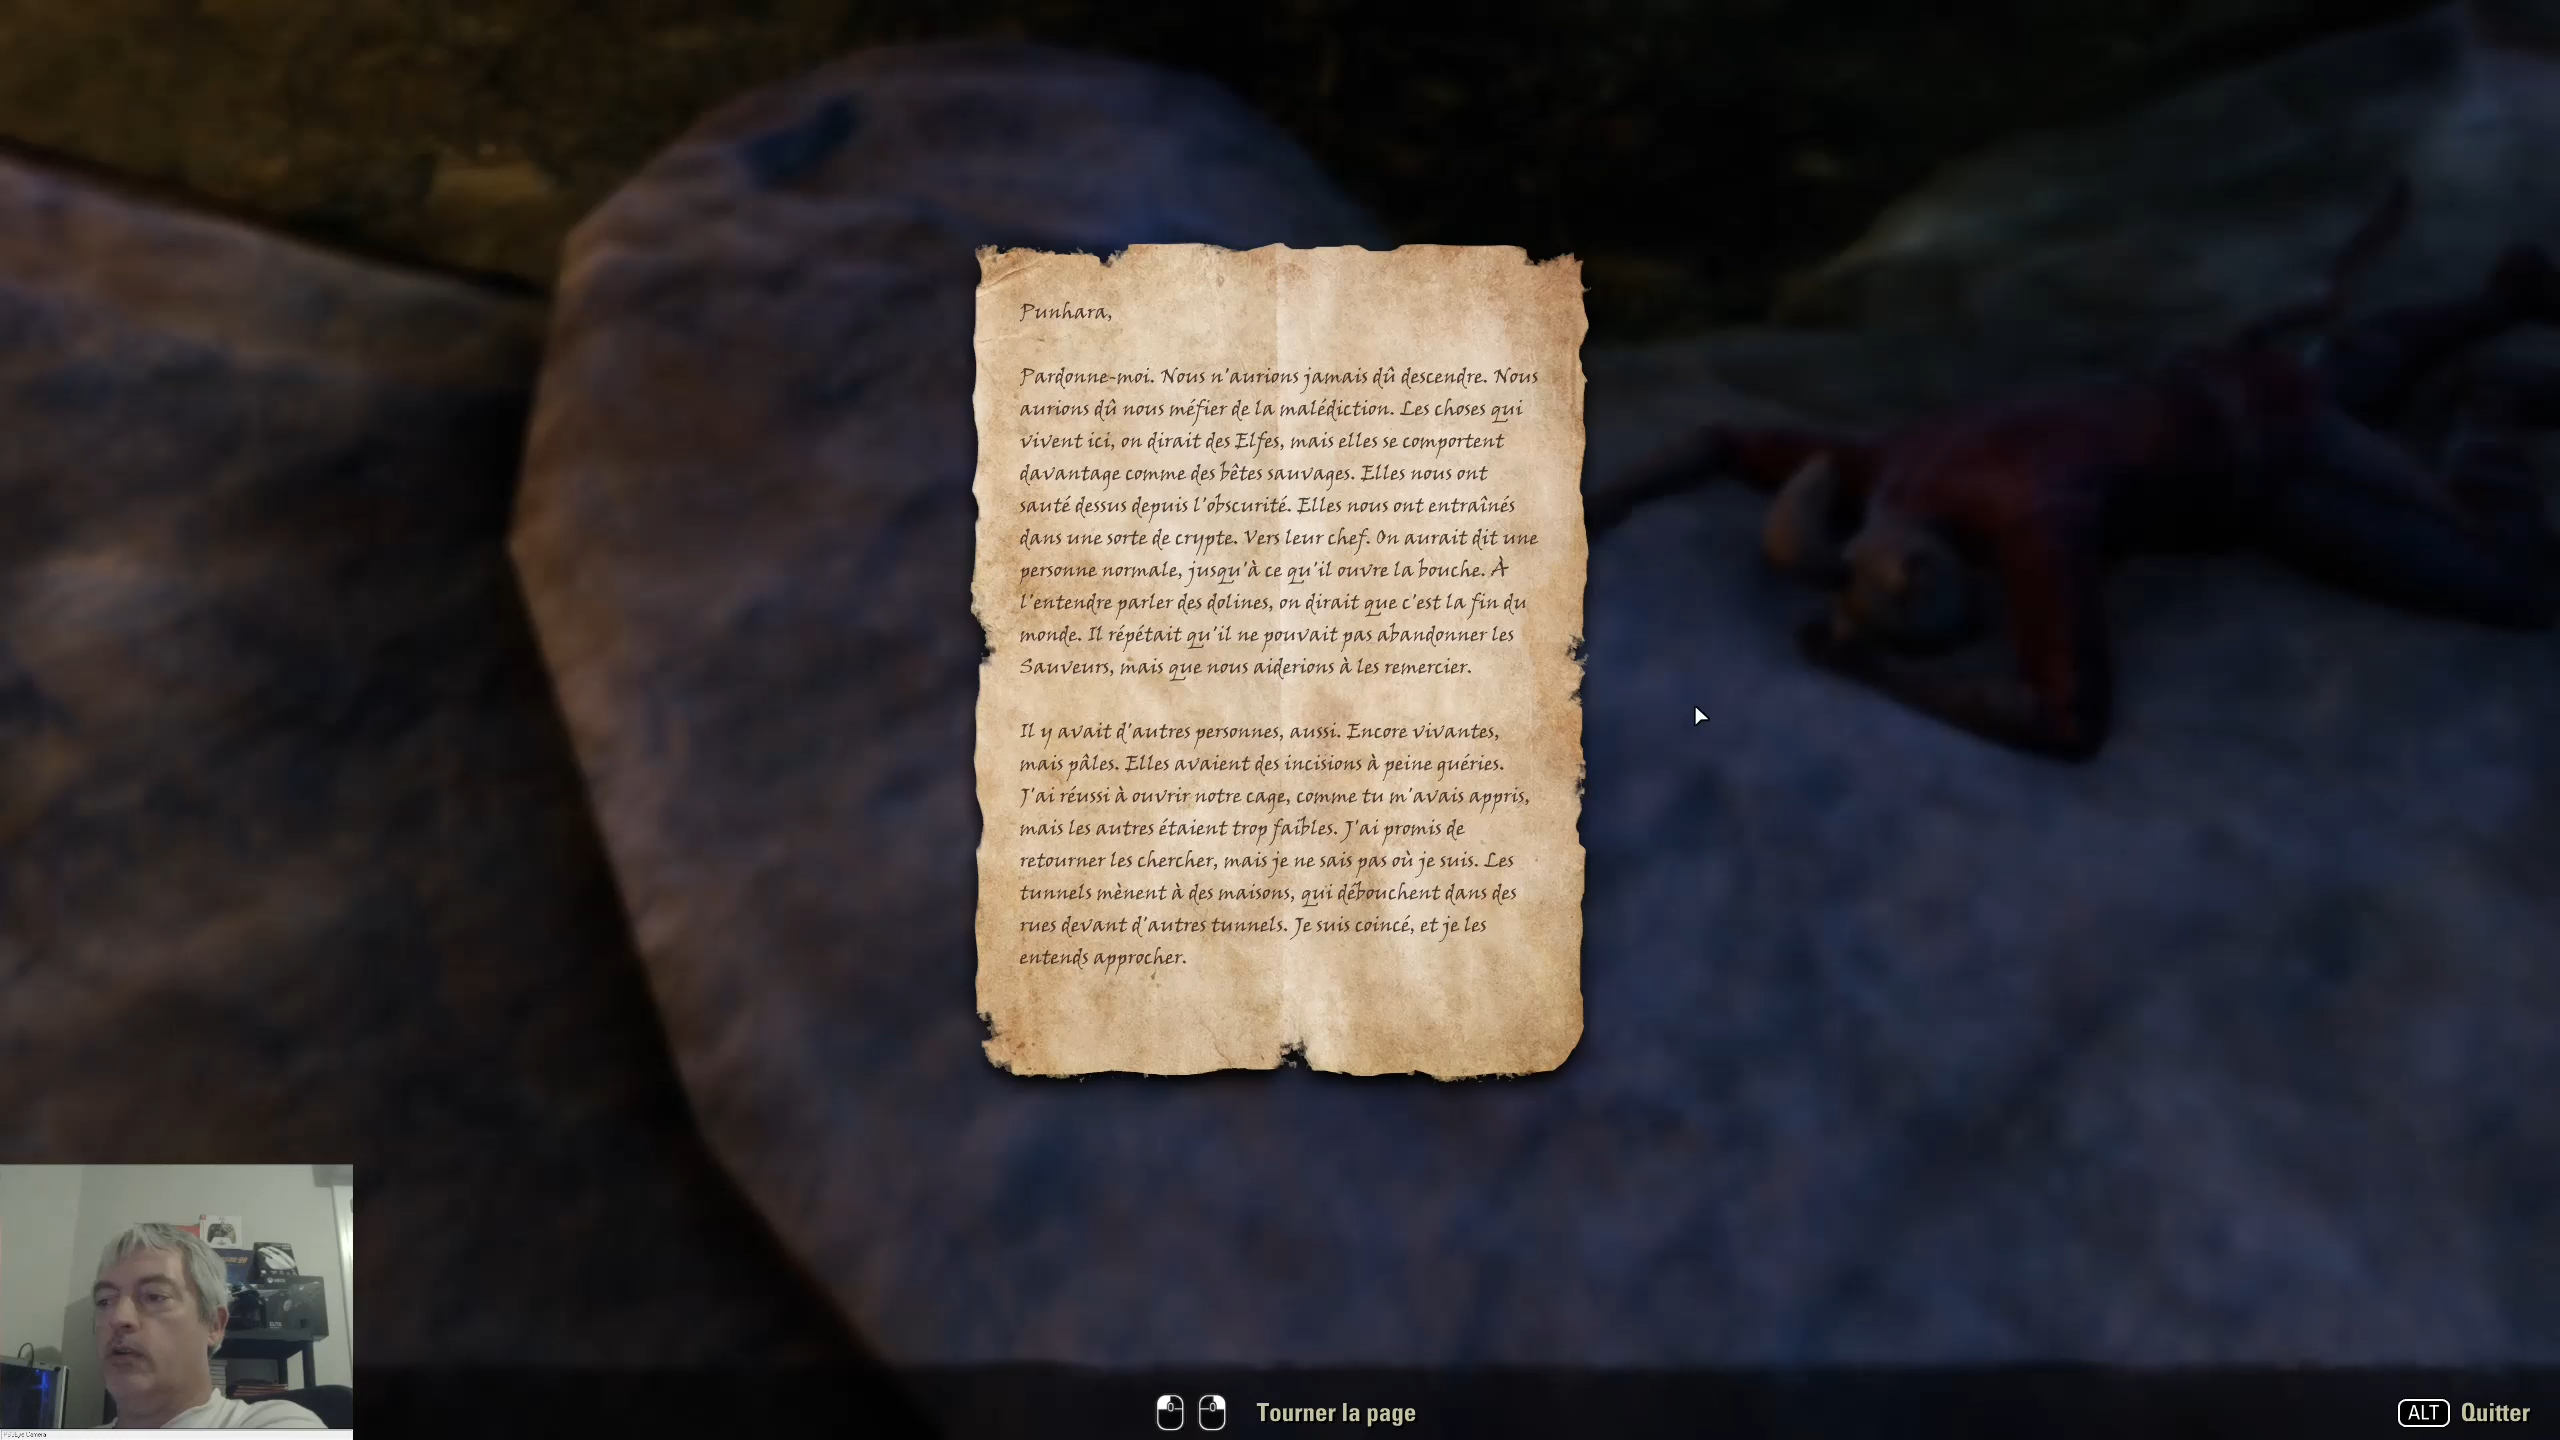 Punhara,
Pardonne-moi. Nous n'aurions jamais dû descendre. Nous
aurions dû nous méfier de la malédiction. Les choses qui
vivent ici, on dirait des Elfes, mais elles se comportent
davantage comme des bêtes sauvages. Elles nous ont
sauté dessus depuis l'obscurité. Elles nous ont entraînés
dans une sorte de crypte. Vers leur chef. On aurait dit une
personne normale, jusqu'à ce qu'il ouvre la bouche. À
l'entendre parler des dolines, on dirait que c'est la fin du
monde. Il répétait qu'il ne pouvait pas abandonner les
Sauveurs, mais que nous aiderions à les remercier.
Il y avait d'autres personnes, aussi. Encore vivantes,
mais pâles. Elles avaient des incisions à peine guéries.
J'ai réussi à ouvrir notre cage, comme tu m'avais appris,
mais les autres étaient trop faibles. J'ai promis de
retourner les chercher, mais je ne sais pas où je suis. Les
tunnels mènent à des maisons, qui débouchent dans des
rues devant d'autres tunnels. Je suis coincé, et je les
entends approcher.
Tourner la page
ALT Quitter